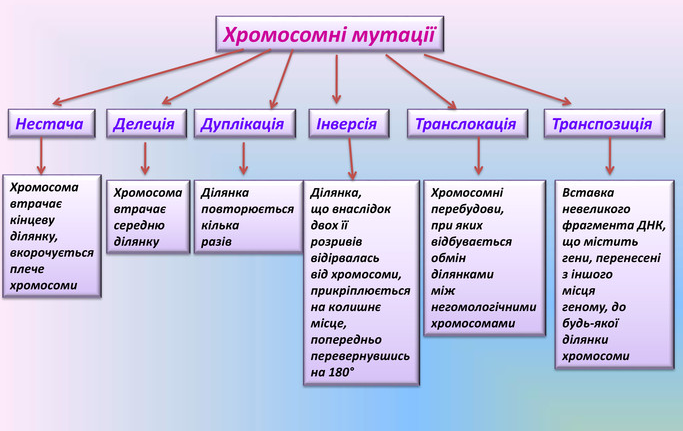 Хромосомні мутації
Нестача
Делеція
Дуплікація
Інверсія
Транслокація
Транспозиція
Хромосома
втрачає
кінцеву
ділянку,
вкорочується
плече
хромосоми
Хромосома
втрачає
середню
ділянку
Ділянка
повторюється
кілька
разів
Ділянка,
що внаслідок
двох її
розривів
відірвалась
від хромосоми,
прикріплюється
на колишнє
місце,
попередньо
перевернувшись
на 180°
Хромосомні
перебудови,
при яких
відбувається
обмін
ділянками
між
негомологічними
хромосомами
Вставка
невеликого
фрагмента ДНК,
що містить
гени, перенесені
з іншого
місця
геному, до
будь-якої
ділянки
хромосоми